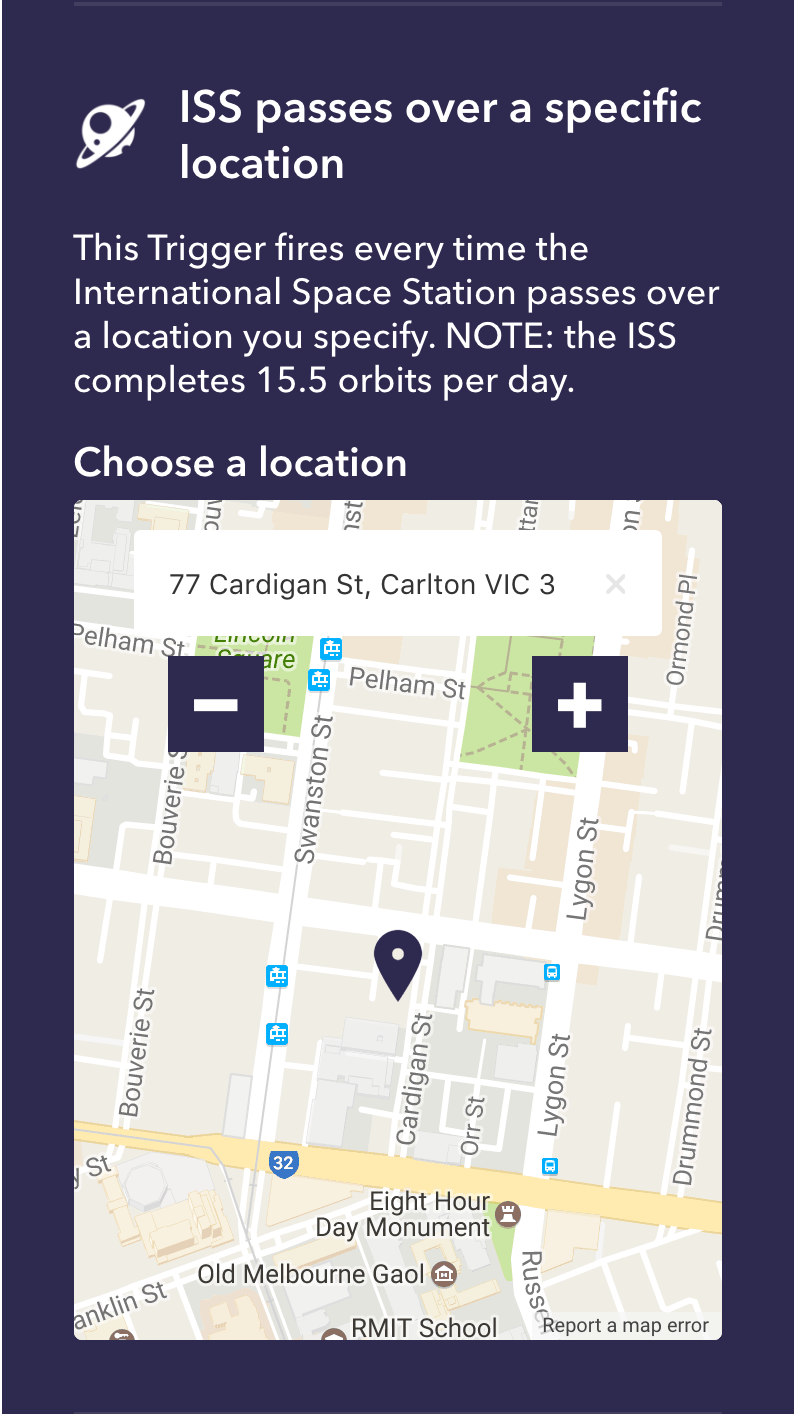 ISS passes over a specific
location
This Trigger fires every time the
International Space Station passes over
a location you specify. NOTE: the ISS
completes 15.5 orbits per day.
Choose a location
77 Cardigan St, Carlton VIC 3
Ormond Pl
Pelham St
Lincoln
Square
Pelham St
Swanston St
Bouverie S
Lygon St
Bouverie St
Cardigan St
Orr St
Lygon St
Drummond St
32
y St
Eight Hour
Day Monument
Old Melbourne Gaol
anklin St
Russe
RMIT School
Report a map error